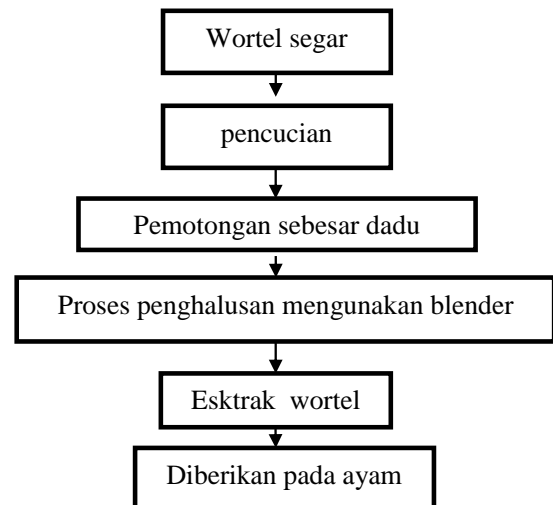 Wortel segar
pencucian
Pemotongan sebesar dadu
Proses penghalusan mengunakan blender
Esktrak wortel
Diberikan pada ayam